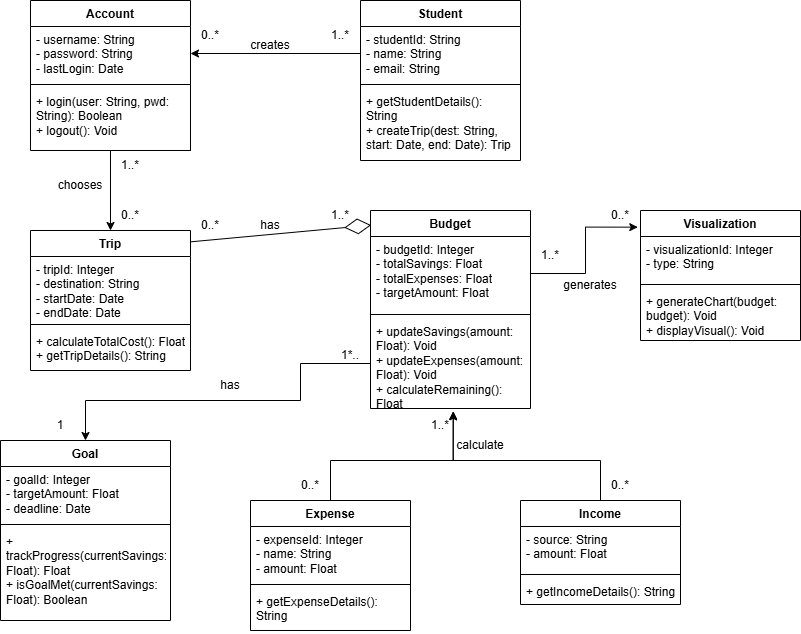 Account
- username: String
- password: String
- lastLogin: Date
+ login(user: String, pwd:
String): Boolean
+ logout(): Void
0..*
1..*
creates
Student
- studentId: String
- name: String
- email: String
+ getStudentDetails():
String
+ createTrip(dest: String,
start: Date, end: Date): Trip
1..*
chooses
0..*
Trip
- tripId: Integer
- destination: String
- startDate: Date
- endDate: Date
+ calculateTotalCost(): Float
+ getTripDetails(): String
0..*
has
1..*
Budget
- budgetId: Integer
- totalSavings: Float
- totalExpenses: Float
- targetAmount: Float
+ updateSavings(amount:
Float): Void
+ updateExpenses(amount:
Float): Void
+ calculateRemaining():
Float
0..*
1..*
generates
Visualization
- visualizationId: Integer
- type: String
+ generateChart(budget:
budget): Void
+ displayVisual(): Void
1*..
has
1
Goal
- goalId: Integer
- targetAmount: Float
- deadline: Date
+
trackProgress(currentSavings:
Float): Float
+ isGoalMet(currentSavings:
Float): Boolean
1..*
calculate
0..*
0..*
Expense
- expenseId: Integer
- name: String
- amount: Float
+ getExpenseDetails():
String
Income
- source: String
- amount: Float
+ getIncomeDetails(): String